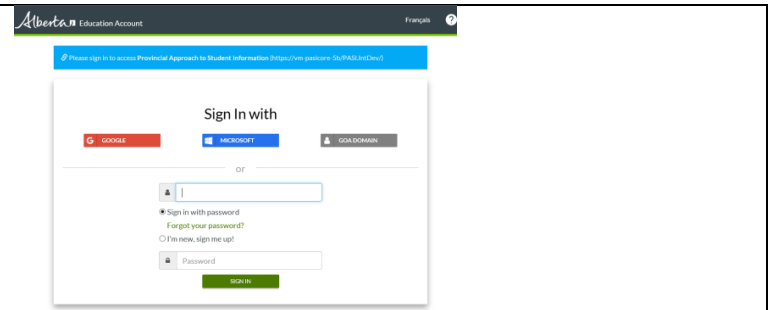 Alberta Education Account
Français
?
Please sign in to access Provincial Approach to Student Information (https://vm-pasicore-5b/PASI.IntDev/)
Sign In with
G GOOGLE
MICROSOFT
GOA DOMAIN
or
Sign in with password
Forgot your password?
I'm new, sign me up!
Password
SIGN IN